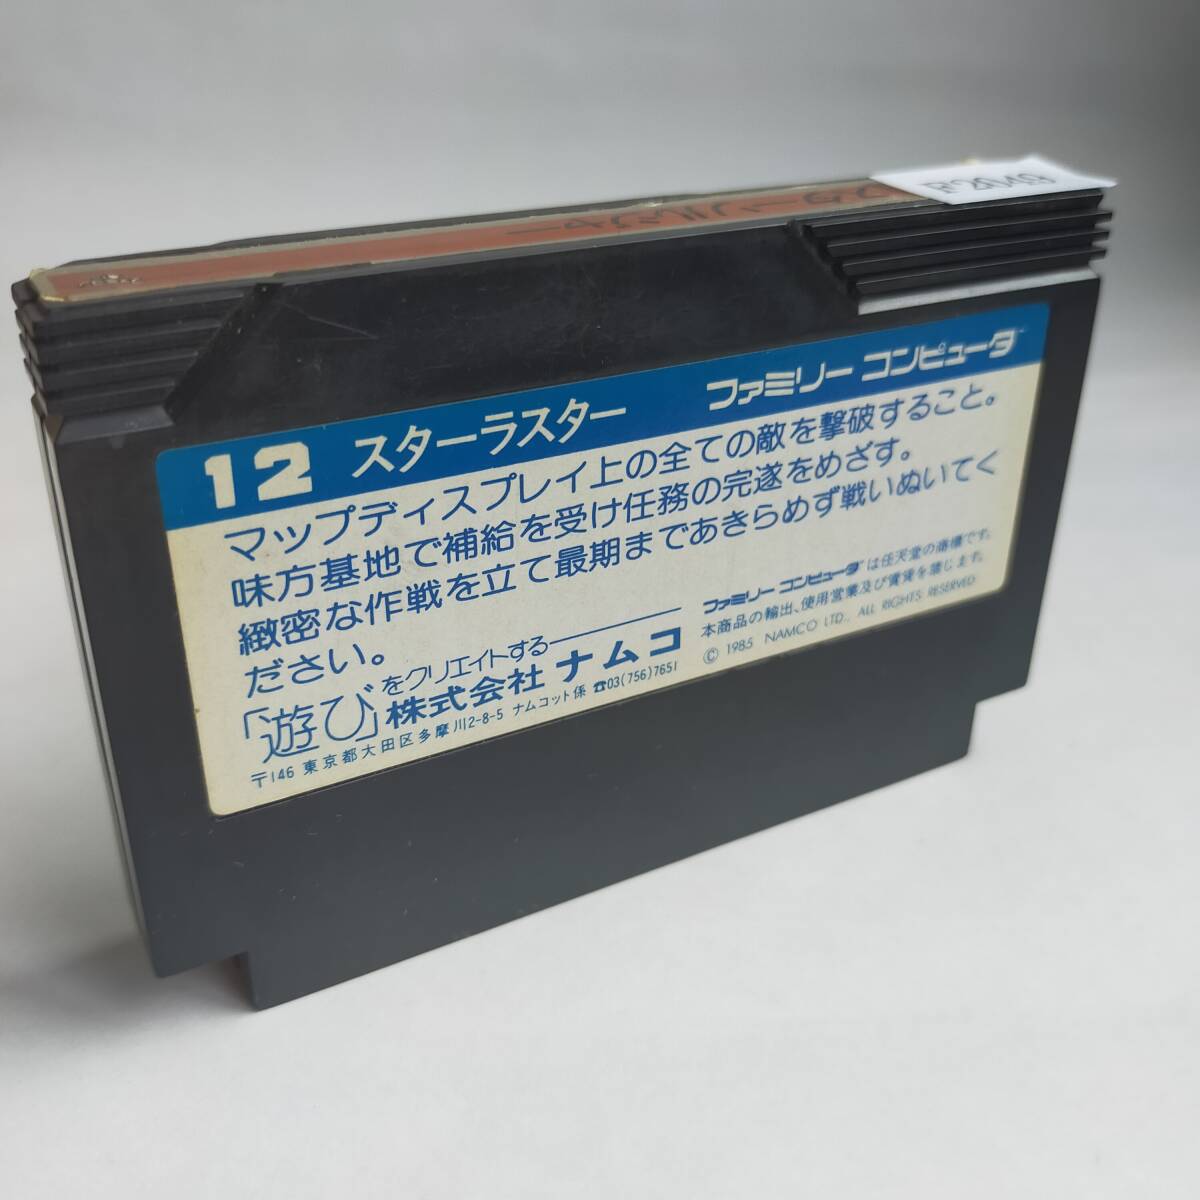 F2049
12 スターラスター ファミリー コンピュータ™
マップディスプレイ上の全ての敵を撃破すること。
味方基地で補給を受け任務の完遂をめざす。
緻密な作戦を立て最期まであきらめず戦いぬいてく
ださい。
「遊び」をクリエイトする
株式会社 ナムコ
〒146 東京都大田区多摩川2-8-5 ナムコット係 ☎03(756)7651
ファミリー コンピュータは任天堂の商標です。
本商品の輸出、使用営業及び賃貸を禁じます。
© 1985 NAMCO LTD., ALL RIGHTS RESERVED